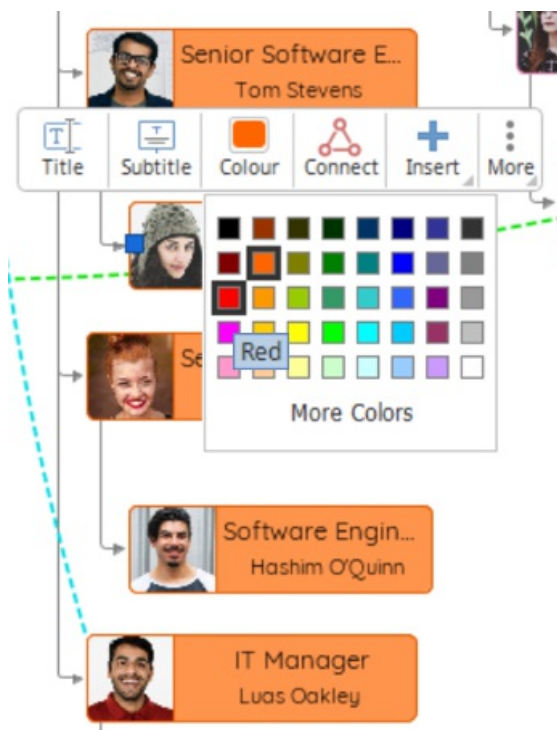 Senior Software E...
Tom Stevens
Title
Subtitle
Colour
Connect
Insert
More
Red
Se
More Colors
Software Engin...
Hashim O'Quinn
IT Manager
Luas Oakley